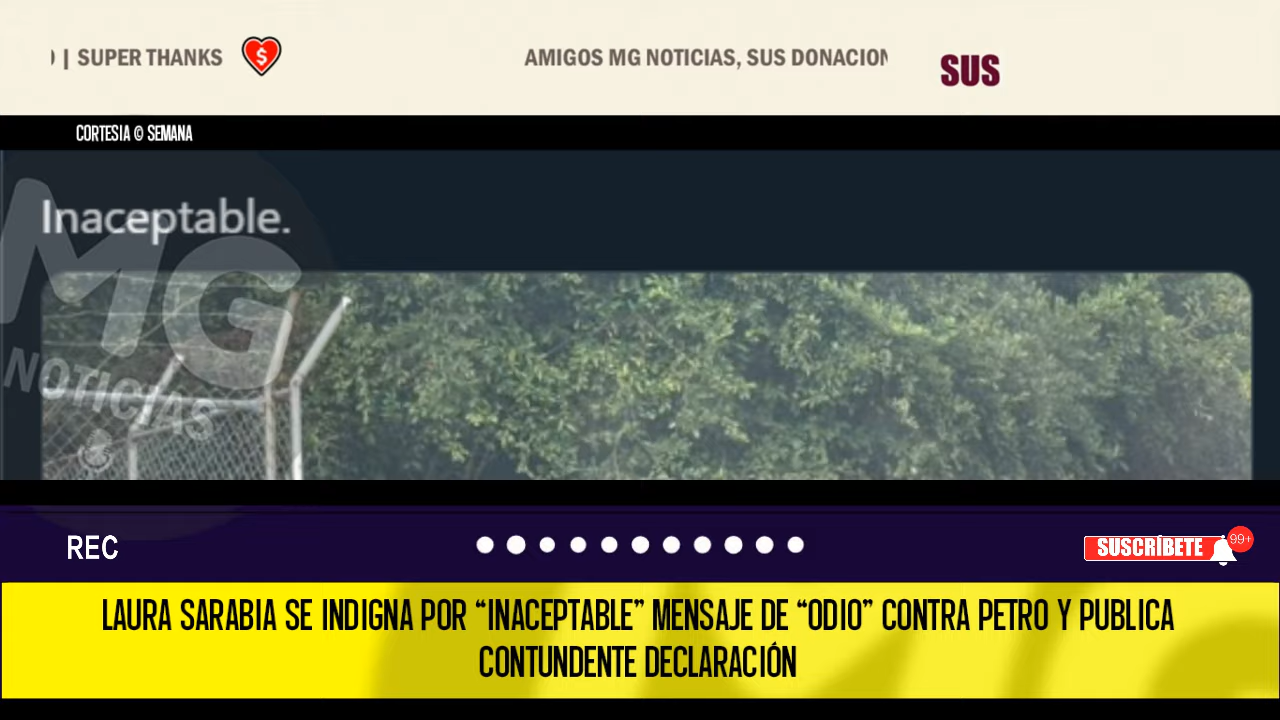 ) | SUPER THANKS
AMIGOS MG NOTICIAS, SUS DONACION
SUS
CORTESIA © SEMANA
Inaceptable.
MG
NOTICIAS
REC
SUSCRÍBETE
99+
LAURA SARABIA SE INDIGNA POR “INACEPTABLE” MENSAJE DE “ODIO” CONTRA PETRO Y PUBLICA
CONTUNDENTE DECLARACIÓN